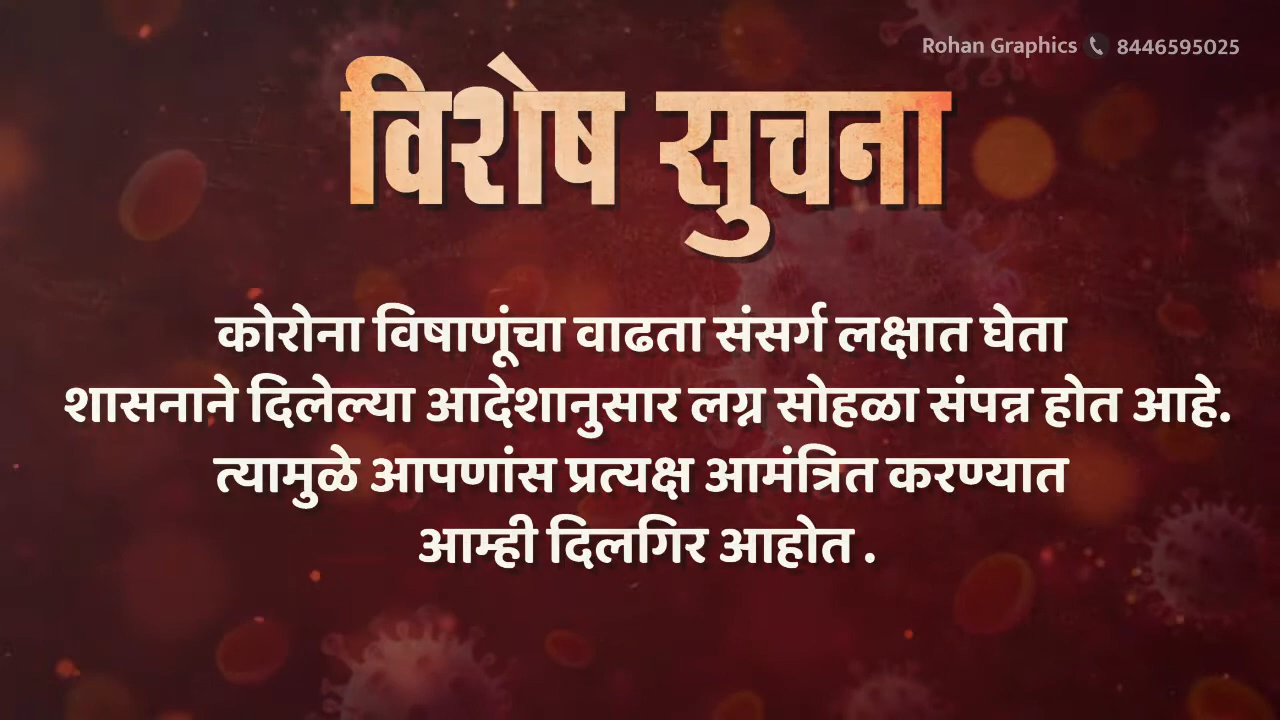 Rohan Graphics 8446595025
विशेष सुचना
कोरोना विषाणूंचा वाढता संसर्ग लक्षात घेता
शासनाने दिलेल्या आदेशानुसार लग्न सोहळा संपन्न होत आहे.
त्यामुळे आपणांस प्रत्यक्ष आमंत्रित करण्यात
आम्ही दिलगिर आहोत .